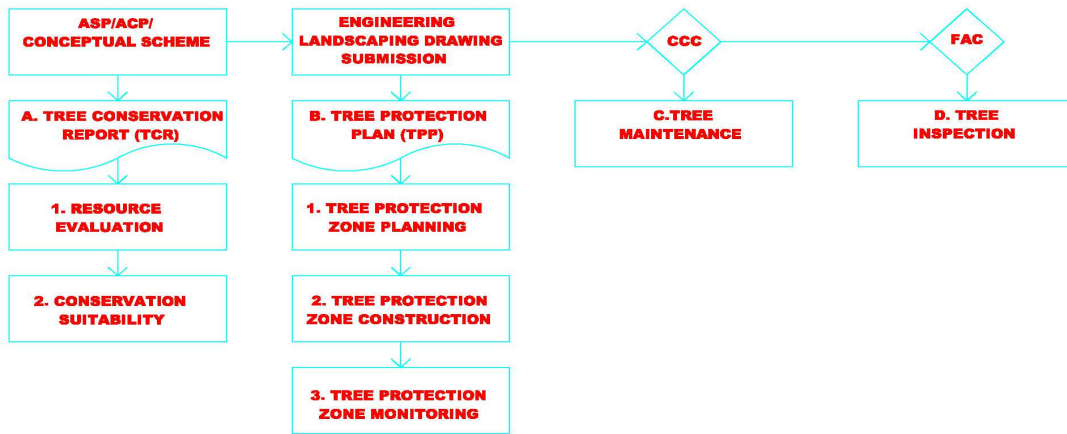 ASP/ACP/
CONCEPTUAL SCHEME
ENGINEERING
LANDSCAPING DRAWING
SUBMISSION
CCC
FAC
A. TREE CONSERVATION
REPORT (TCR)
B. TREE PROTECTION
PLAN (TPP)
C.TREE
MAINTENANCE
D. TREE
INSPECTION
1. RESOURCE
EVALUATION
1. TREE PROTECTION
ZONE PLANNING
2. CONSERVATION
SUITABILITY
2. TREE PROTECTION
ZONE CONSTRUCTION
3. TREE PROTECTION
ZONE MONITORING